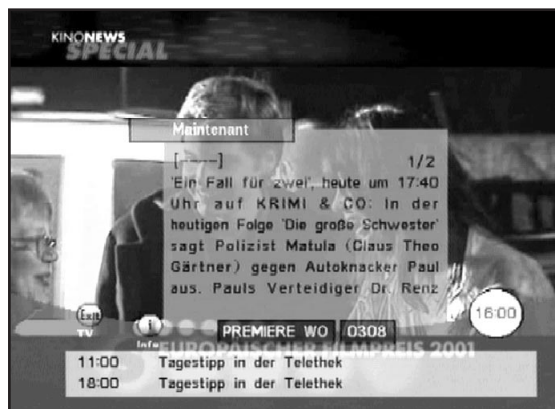 KINONEWS
SPECIAL
Maintenant
[----] 1/2
'Ein Fall für zwei', heute um 17:40
Uhr auf KRIMI & CO: In der
heutigen Folge 'Die große Schwester'
sagt Polizist Matula (Claus Theo
Gärtner) gegen Autoknacker Paul
aus. Pauls Verteidiger Dr. Renz
16:00
Exit
TV
i
Info
PREMIERE WO 0308
EUROPÄISCHER FILMPREIS 2001
11:00 Tagestipp in der Telethek
18:00 Tagestipp in der Telethek